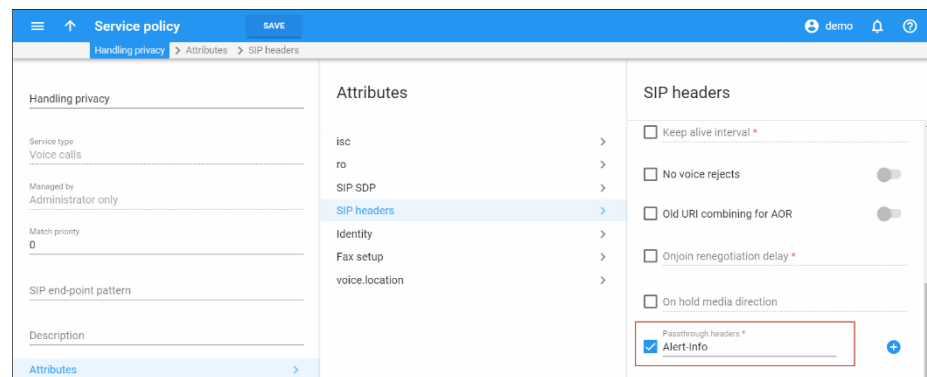 Service policy SAVE demo
Handling privacy > Attributes > SIP headers
Handling privacy
Service type
Voice calls
Managed by
Administrator only
Match priority
0
SIP end-point pattern
Description
Attributes
Attributes
isc
ro
SIP SDP
SIP headers
Identity
Fax setup
voice.location
SIP headers
Keep alive interval *
No voice rejects
Old URI combining for AOR
Onjoin renegotiation delay *
On hold media direction
Passthrough headers *
Alert-Info